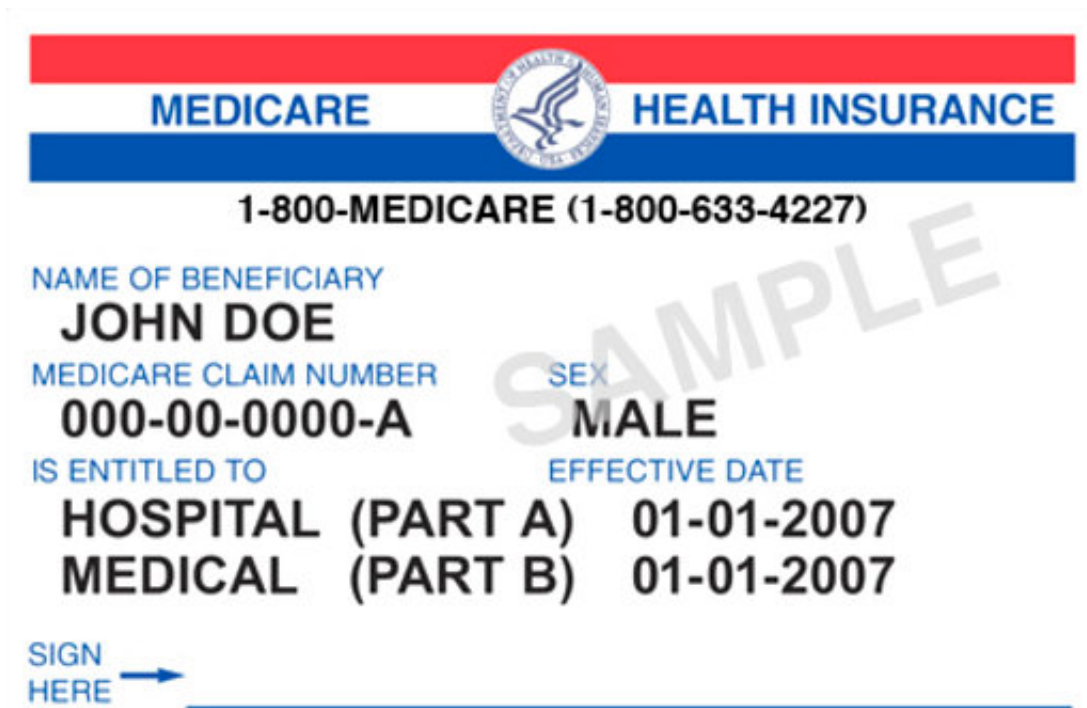 MEDICARE HEALTH INSURANCE
1-800-MEDICARE (1-800-633-4227)
SAMPLE
NAME OF BENEFICIARY
JOHN DOE
MEDICARE CLAIM NUMBER SEX
000-00-0000-A MALE
IS ENTITLED TO EFFECTIVE DATE
HOSPITAL (PART A) 01-01-2007
MEDICAL (PART B) 01-01-2007
SIGN
HERE